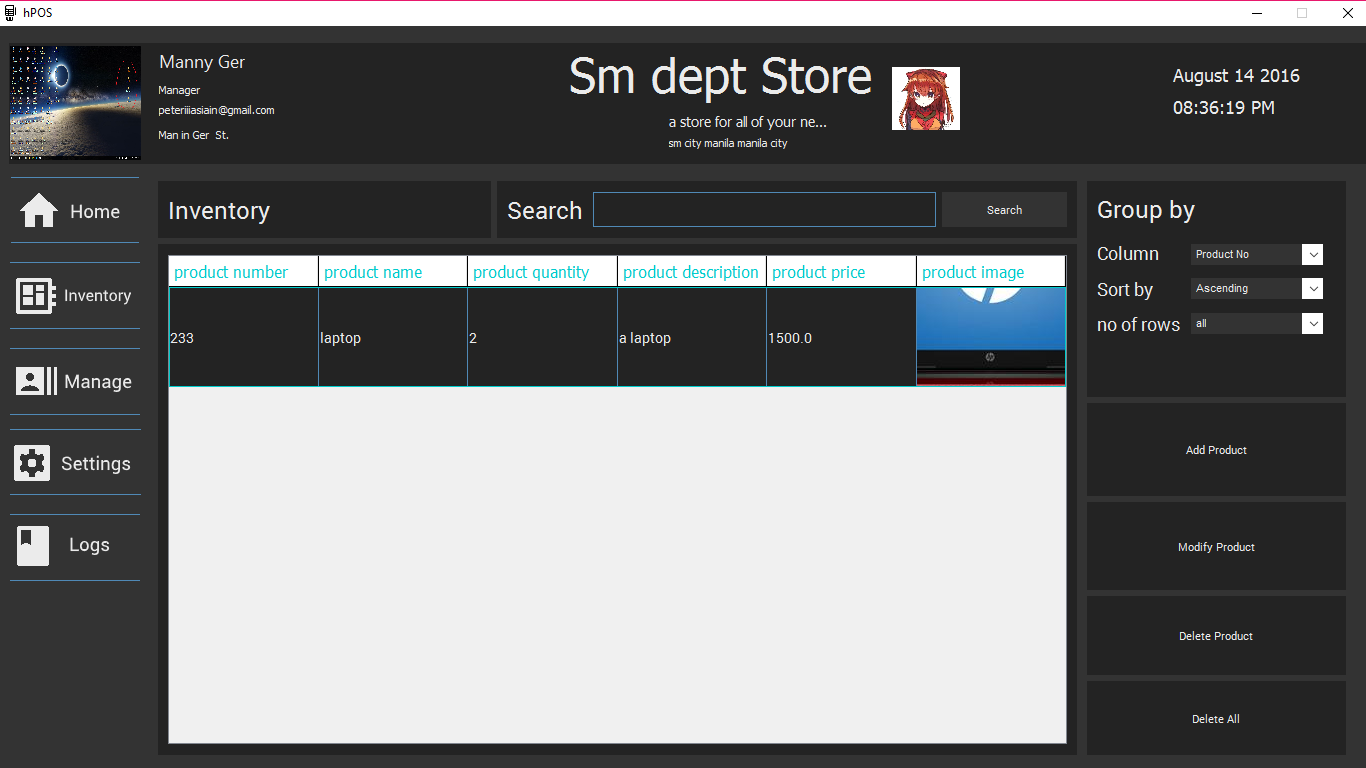 hPOS
Manny Ger
Manager
peteriiiasiain@gmail.com
Man in Ger St.
Sm dept Store
a store for all of your ne...
sm city manila manila city
August 14 2016
08:36:19 PM
Home
Inventory
Manage
Settings
Logs
Inventory
Search
Search
product number product name product quantity product description product price product image
233 laptop 2 a laptop 1500.0
hp
Group by
Column Product No
Sort by Ascending
no of rows all
Add Product
Modify Product
Delete Product
Delete All